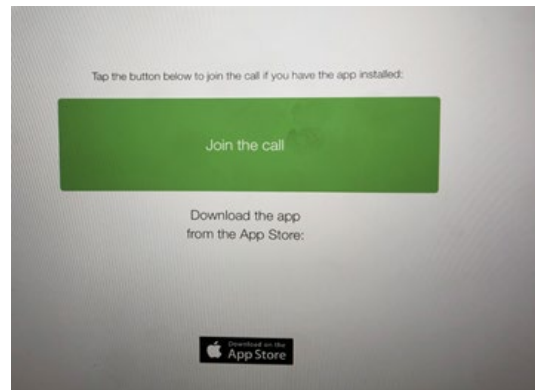 Tap the button below to join the call if you have the app installed:
Join the call
Download the app
from the App Store:
Download on the
App Store